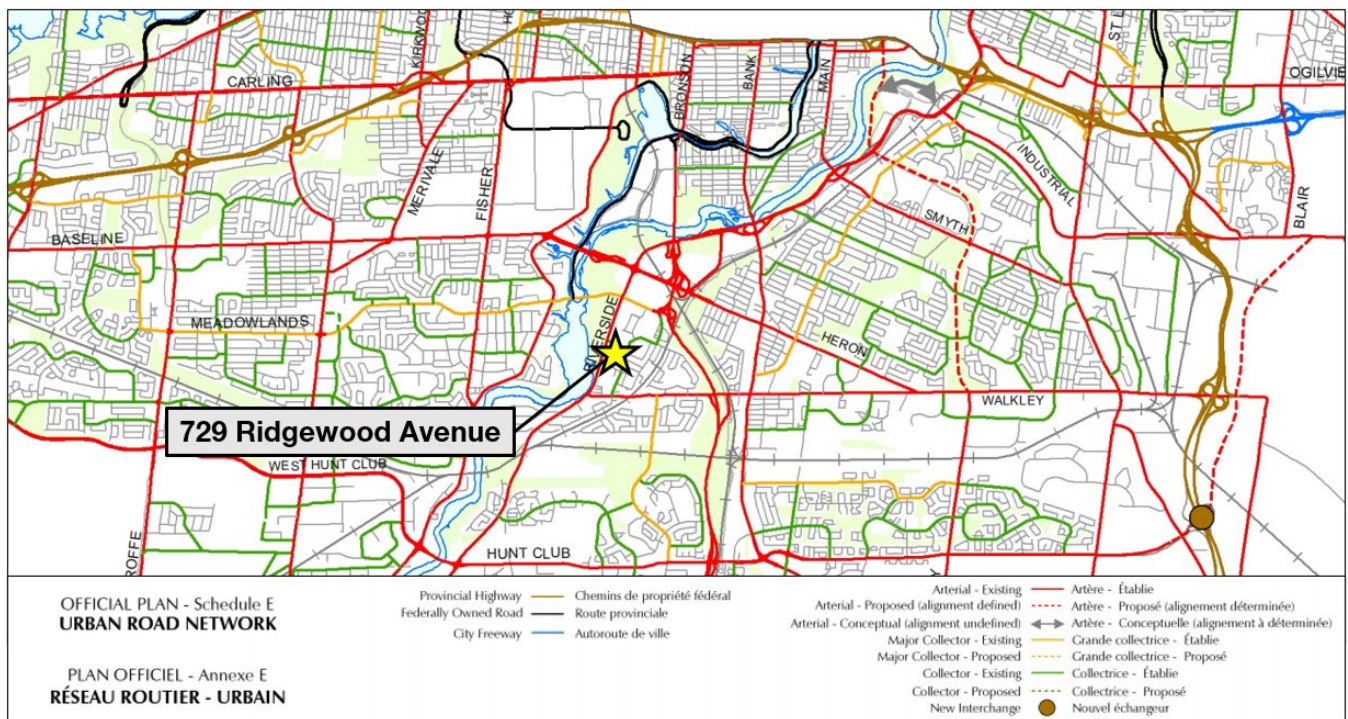 CARLING
KIRKWOOD
BRONSON
BANK
MAIN
ST L
OGILVIE
MERIVALE
FISHER
INDUSTRIAL
BLAIR
BASELINE
SMYTH
MEADOWLANDS
RIVERSIDE
HERON
729 Ridgewood Avenue
WALKLEY
WEST HUNT CLUB
ROFFE
HUNT CLUB
OFFICIAL PLAN - Schedule E
URBAN ROAD NETWORK
PLAN OFFICIEL - Annexe E
RÉSEAU ROUTIER - URBAIN
Provincial Highway Chemins de propriété fédéral
Federally Owned Road Route provinciale
City Freeway Autoroute de ville
Arterial - Existing Artère - Établie
Arterial - Proposed (alignment defined) Artère - Proposé (alignement déterminée)
Arterial - Conceptual (alignment undefined) Artère - Conceptuelle (alignement à déterminée)
Major Collector - Existing Grande collectrice - Établie
Major Collector - Proposed Grande collectrice - Proposé
Collector - Existing Collectrice - Établie
Collector - Proposed Collectrice - Proposé
New Interchange Nouvel échangeur